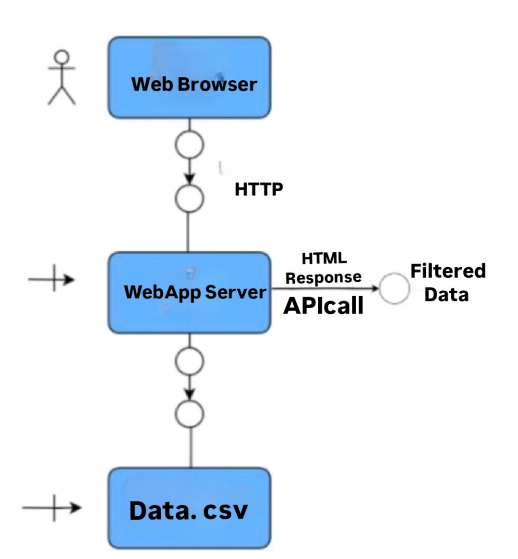 Web Browser
HTTP
WebApp Server
HTML
Response
APIcall
Filtered
Data
Data. csv